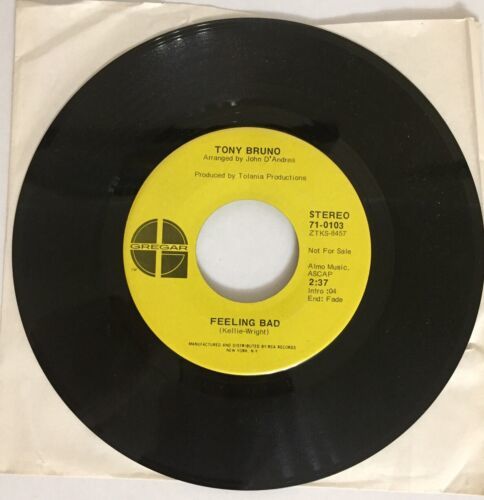 TONY BRUNO
Arranged by John D'Andrea
Produced by Tolania Productions
GREGAR
STEREO
71-0103
ZTKS-8457
Not For Sale
Almo Music,
ASCAP
2:37
Intro :04
End: Fade
FEELING BAD
(Kellie-Wright)
MANUFACTURED AND DISTRIBUTED BY RCA RECORDS
NEW YORK, N.Y.